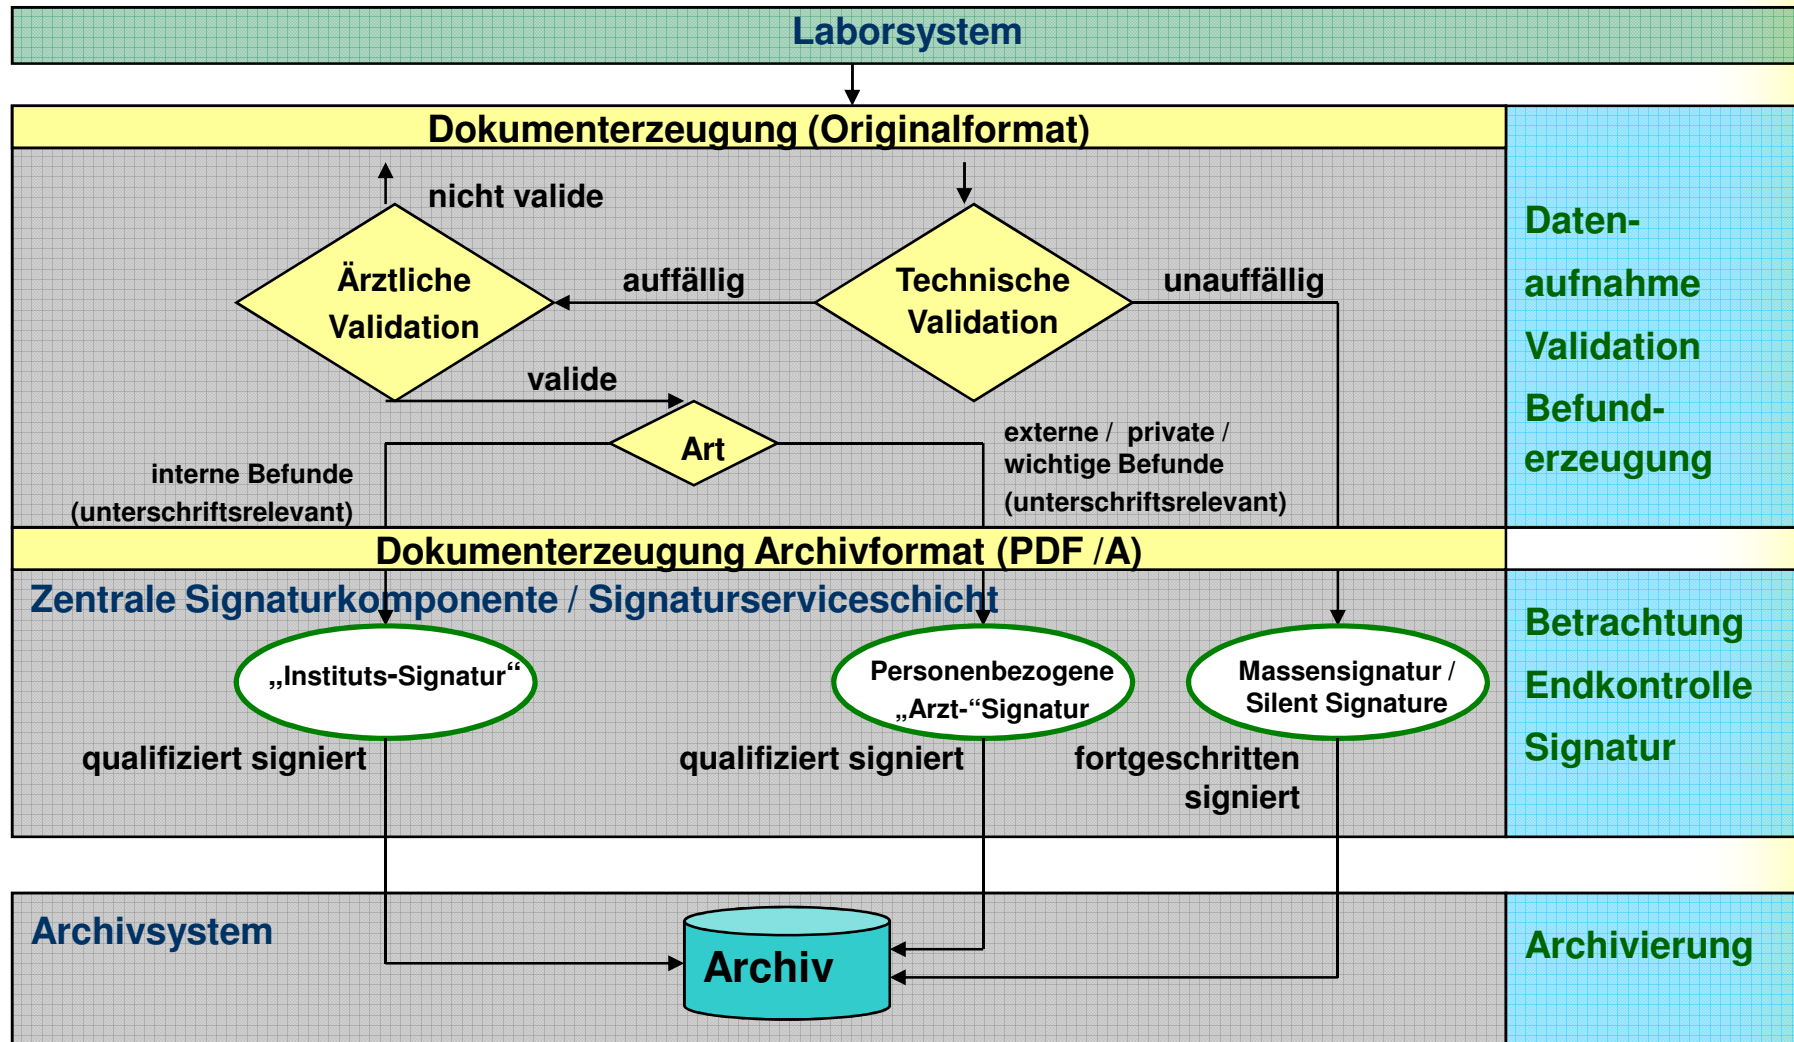 Laborsystem
Dokumenterzeugung (Originalformat)
nicht valide
Ärztliche
Validation
auffällig
Technische
Validation
unauffällig
valide
Art
interne Befunde
(unterschriftsrelevant)
externe / private /
wichtige Befunde
(unterschriftsrelevant)
Daten-
aufnahme
Validation
Befund-
erzeugung
Dokumenterzeugung Archivformat (PDF /A)
Zentrale Signaturkomponente / Signaturserviceschicht
„Instituts-Signatur“
Personenbezogene
„Arzt-“Signatur
Massensignatur /
Silent Signature
qualifiziert signiert
qualifiziert signiert
fortgeschritten
signiert
Betrachtung
Endkontrolle
Signatur
Archivsystem
Archiv
Archivierung